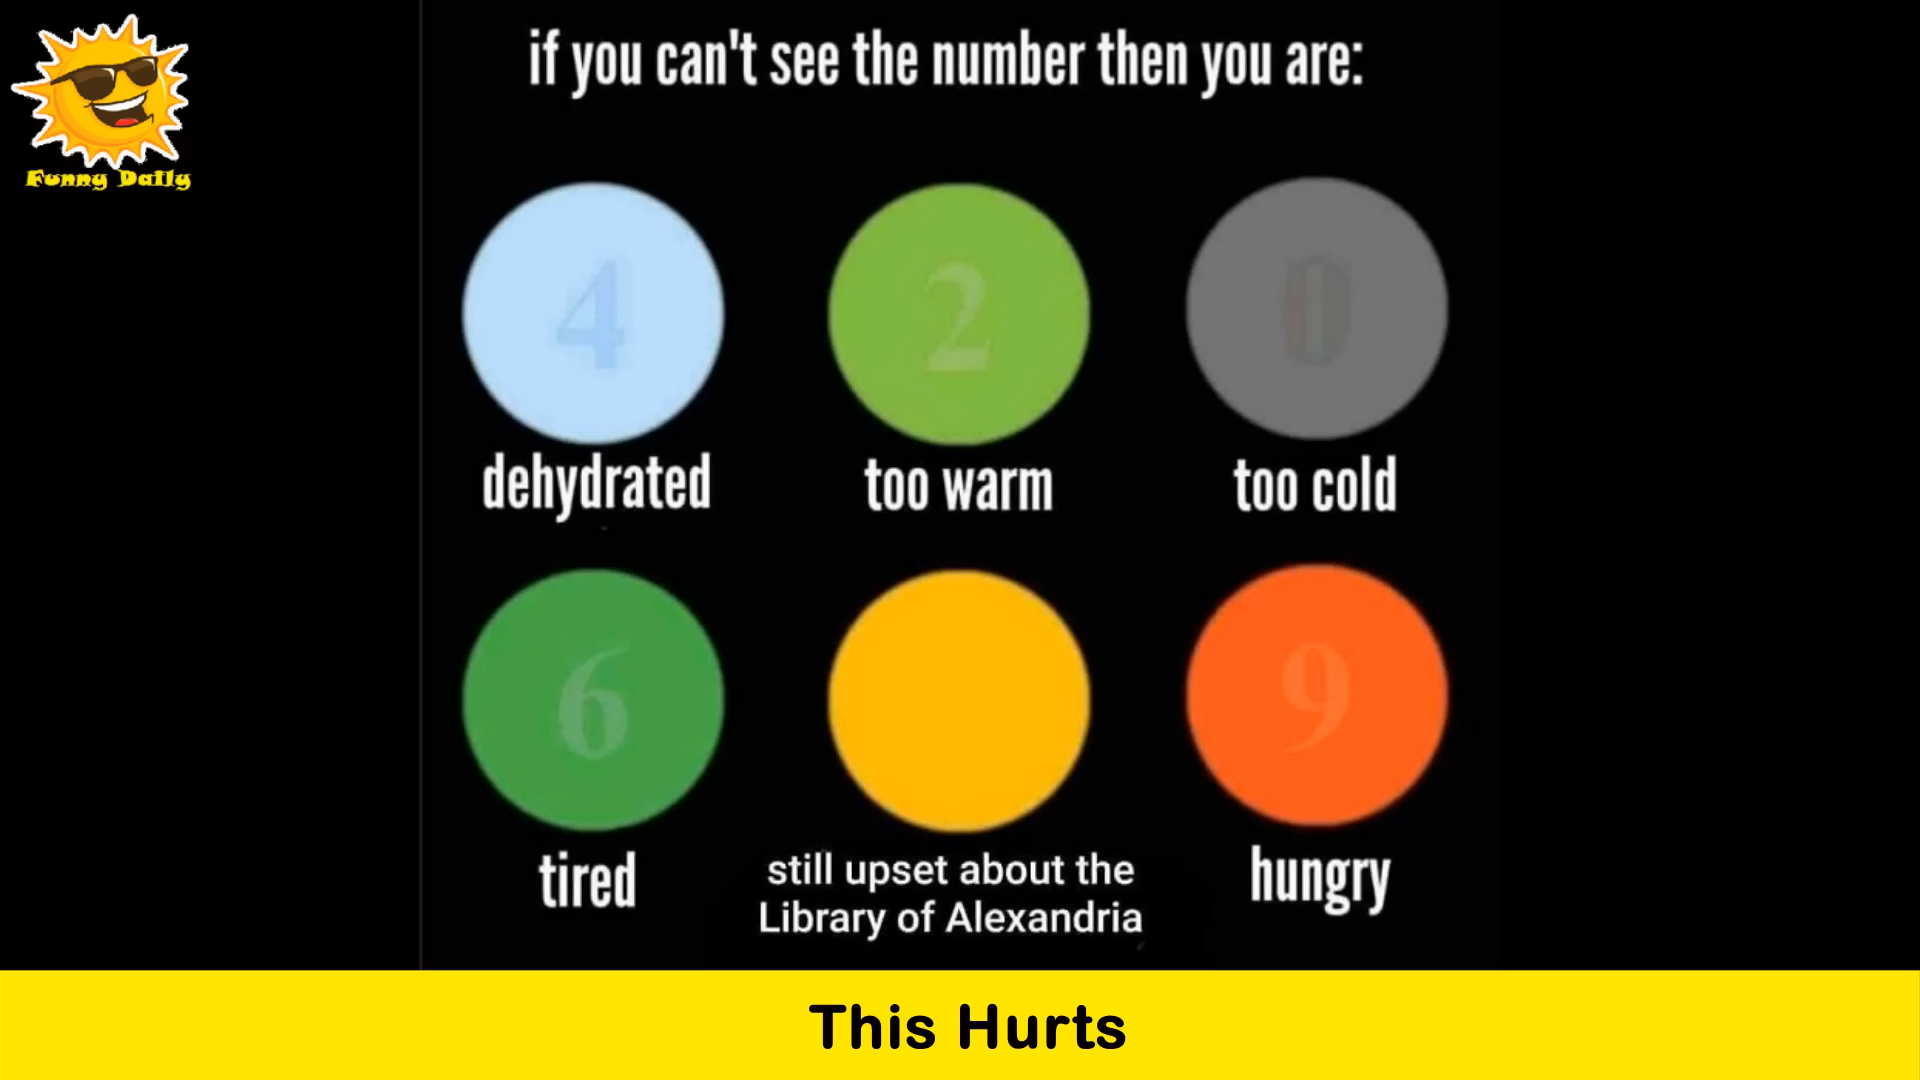 Funny Daily
if you can't see the number then you are:
4
2
0
dehydrated
too warm
too cold
6
9
tired
still upset about the
Library of Alexandria
hungry
This Hurts